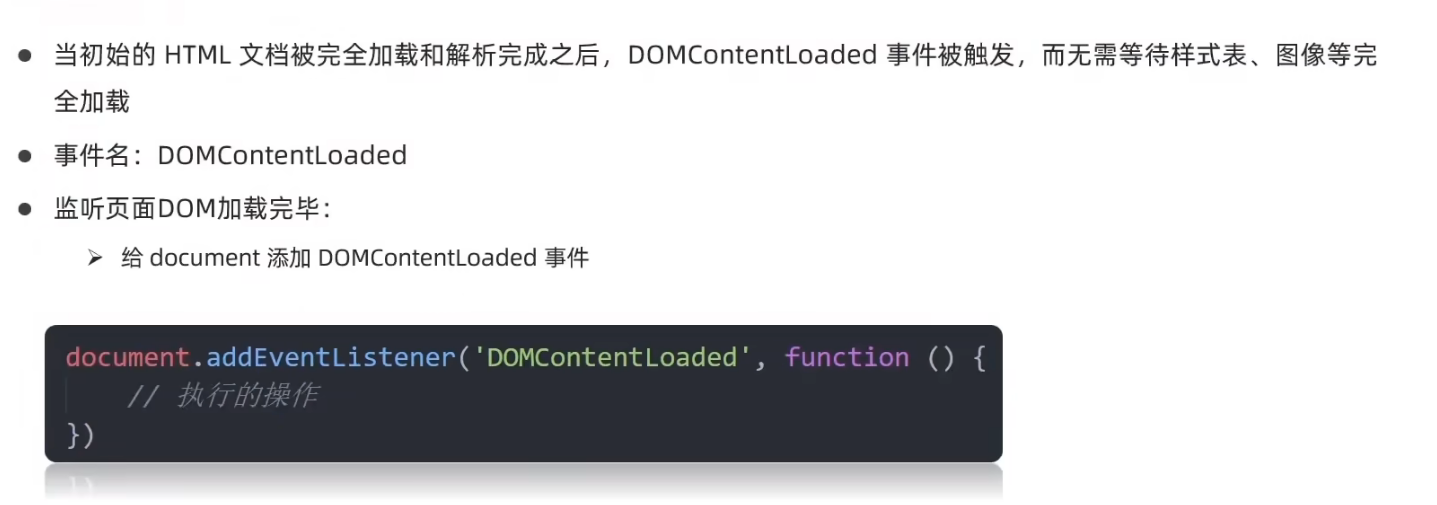 ● 当初始的 HTML 文档被完全加载和解析完成之后，DOMContentLoaded 事件被触发，而无需等待样式表、图像等完
全加载
● 事件名：DOMContentLoaded
● 监听页面DOM加载完毕：
➢ 给 document 添加 DOMContentLoaded 事件
document.addEventListener('DOMContentLoaded', function () {
// 执行的操作
})